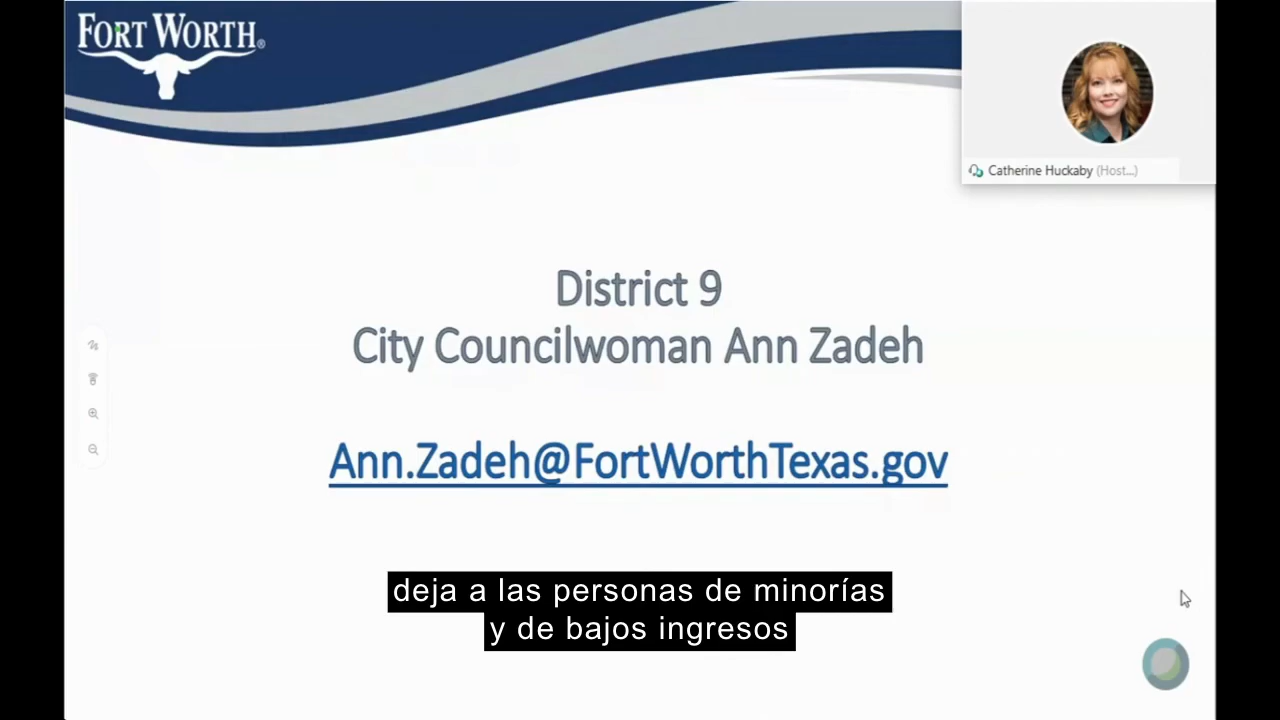 FORT WORTH®
Catherine Huckaby (Host...)
District 9
City Councilwoman Ann Zadeh
Ann.Zadeh@FortWorthTexas.gov
deja a las personas de minorías
y de bajos ingresos